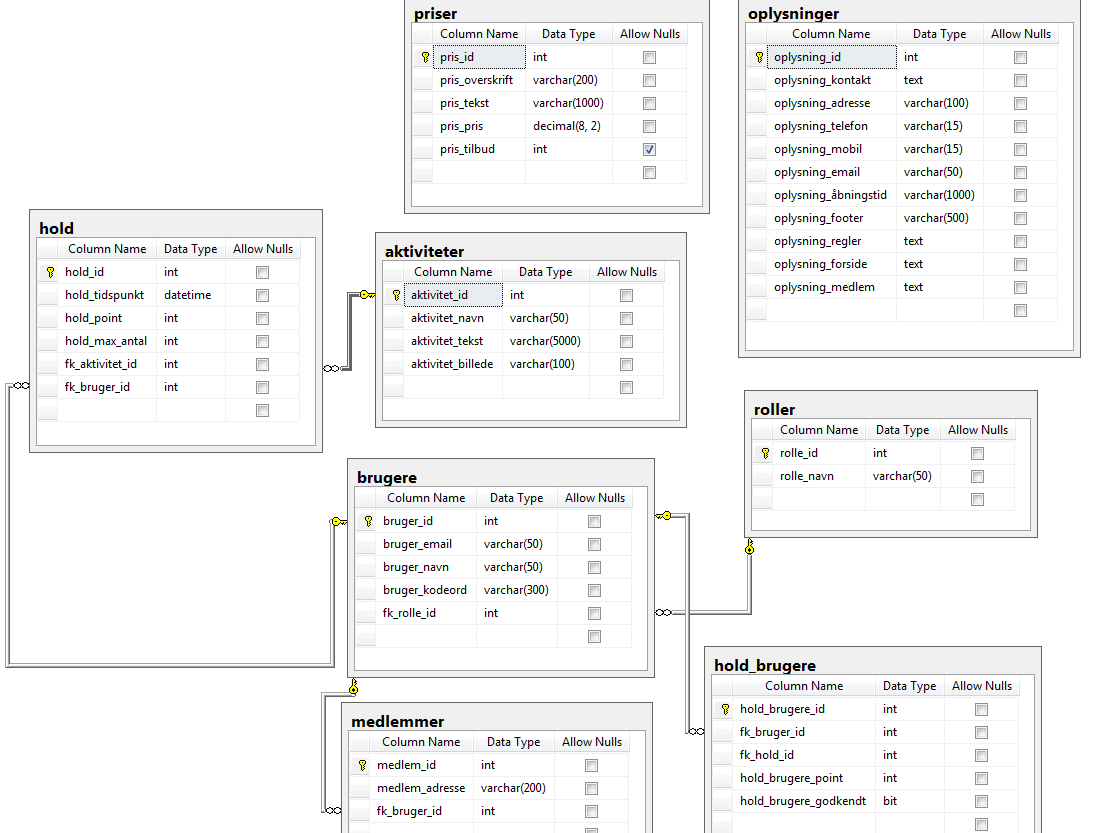 priser
Column Name Data Type Allow Nulls
pris_id int
pris_overskrift varchar(200)
pris_tekst varchar(1000)
pris_pris decimal(8, 2)
pris_tilbud int
oplysninger
Column Name Data Type Allow Nulls
oplysning_id int
oplysning_kontakt text
oplysning_adresse varchar(100)
oplysning_telefon varchar(15)
oplysning_mobil varchar(15)
oplysning_email varchar(50)
oplysning_åbningstid varchar(1000)
oplysning_footer varchar(500)
oplysning_regler text
oplysning_forside text
oplysning_medlem text
hold
Column Name Data Type Allow Nulls
hold_id int
hold_tidspunkt datetime
hold_point int
hold_max_antal int
fk_aktivitet_id int
fk_bruger_id int
aktiviteter
Column Name Data Type Allow Nulls
aktivitet_id int
aktivitet_navn varchar(50)
aktivitet_tekst varchar(5000)
aktivitet_billede varchar(100)
roller
Column Name Data Type Allow Nulls
rolle_id int
rolle_navn varchar(50)
brugere
Column Name Data Type Allow Nulls
bruger_id int
bruger_email varchar(50)
bruger_navn varchar(50)
bruger_kodeord varchar(300)
fk_rolle_id int
hold_brugere
Column Name Data Type Allow Nulls
hold_brugere_id int
fk_bruger_id int
fk_hold_id int
hold_brugere_point int
hold_brugere_godkendt bit
medlemmer
Column Name Data Type Allow Nulls
medlem_id int
medlem_adresse varchar(200)
fk_bruger_id int